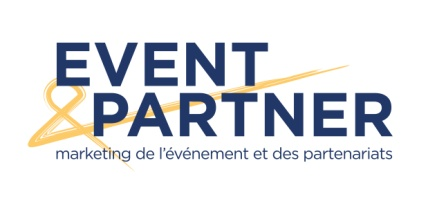 EVENT
& PARTNER
marketing de l'événement et des partenariats